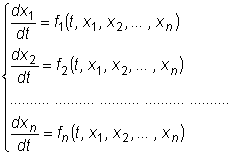 dx₁/dt = f₁(t, x₁, x₂, ... , xₙ)
dx₂/dt = f₂(t, x₁, x₂, ... , xₙ)
............ ............ ............................................
dxₙ/dt = fₙ(t, x₁, x₂, ... , xₙ)